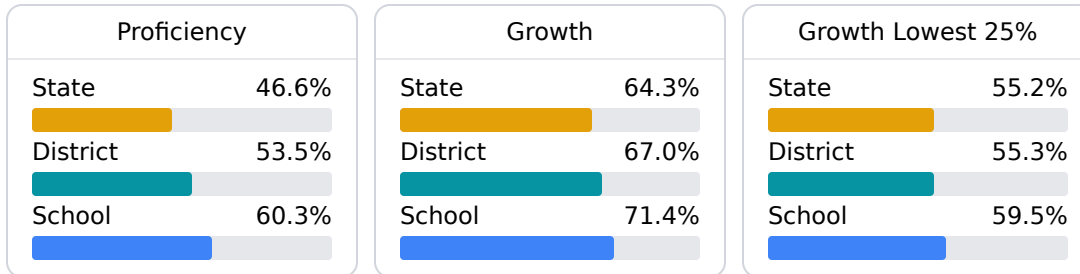 Proficiency
State 46.6%
District 53.5%
School 60.3%
Growth
State 64.3%
District 67.0%
School 71.4%
Growth Lowest 25%
State 55.2%
District 55.3%
School 59.5%